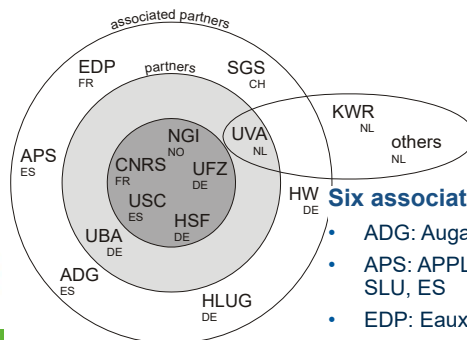 associated partners
EDP
FR
partners
SGS
CH
KWR
NL
NGI
NO
UVA
NL
others
NL
APS
ES
CNRS
FR
UFZ
DE
USC
ES
HW
DE
Six associat
HSF
DE
UBA
DE
• ADG: Auga
ADG
ES
• APS: APPL
SLU, ES
HLUG
DE
• EDP: Eaux